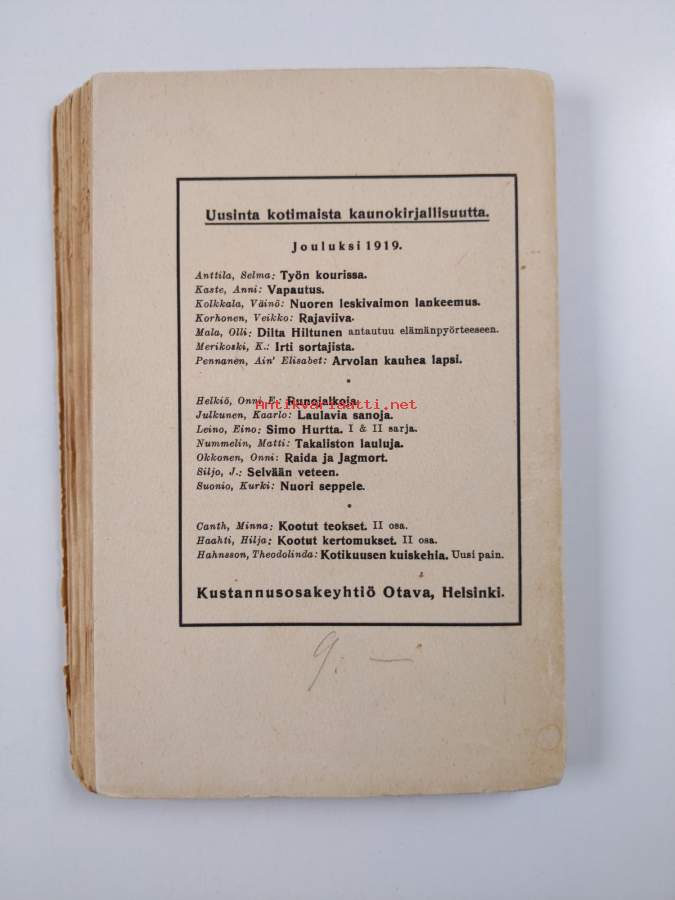 Uusinta kotimaista kaunokirjallisuutta.
Jouluksi 1919.
Anttila, Selma: Työn kourissa.
Kaste, Anni: Vapautus.
Kolkkala, Väinö: Nuoren leskivaimon lankeemus.
Korhonen, Veikko: Rajaviiva.
Mala, Olli: Dilta Hiltunen antautuu elämänpyörteeseen.
Merikoski, K.: Irti sortajista.
Pennanen, Ain' Elisabet: Arvolan kauhea lapsi.
Helkiö, Onni E: Runojalkoja.
Antikvariaatti.net
Julkunen, Kaarlo: Laulavia sanoja.
Leino, Eino: Simo Hurtta. I & II sarja.
Nummelin, Matti: Takaliston lauluja.
Okkonen, Onni: Raida ja Jagmort.
Siljo, J.: Selvään veteen.
Suonio, Kurki: Nuori seppele.
Canth, Minna: Kootut teokset. II osa.
Haahti, Hilja: Kootut kertomukset. II osa.
Hahnsson, Theodolinda: Kotikuusen kuiskehia. Uusi pain.
Kustannusosakeyhtiö Otava, Helsinki.
9. —